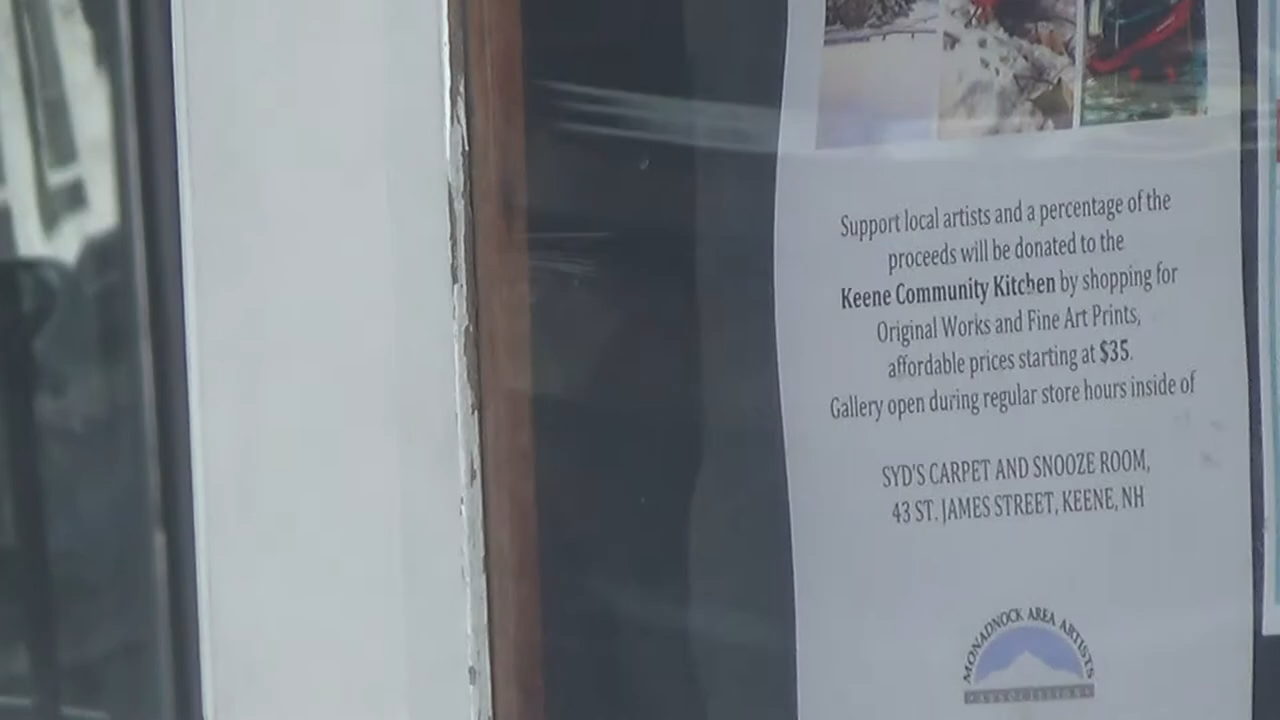 Support local artists and a percentage of the
proceeds will be donated to the
Keene Community Kitchen by shopping for
Original Works and Fine Art Prints,
affordable prices starting at $35.
Gallery open during regular store hours inside of
SYD'S CARPET AND SNOOZE ROOM,
43 ST. JAMES STREET, KEENE, NH
MONADNOCK AREA ARTISTS
ASSOCIATION